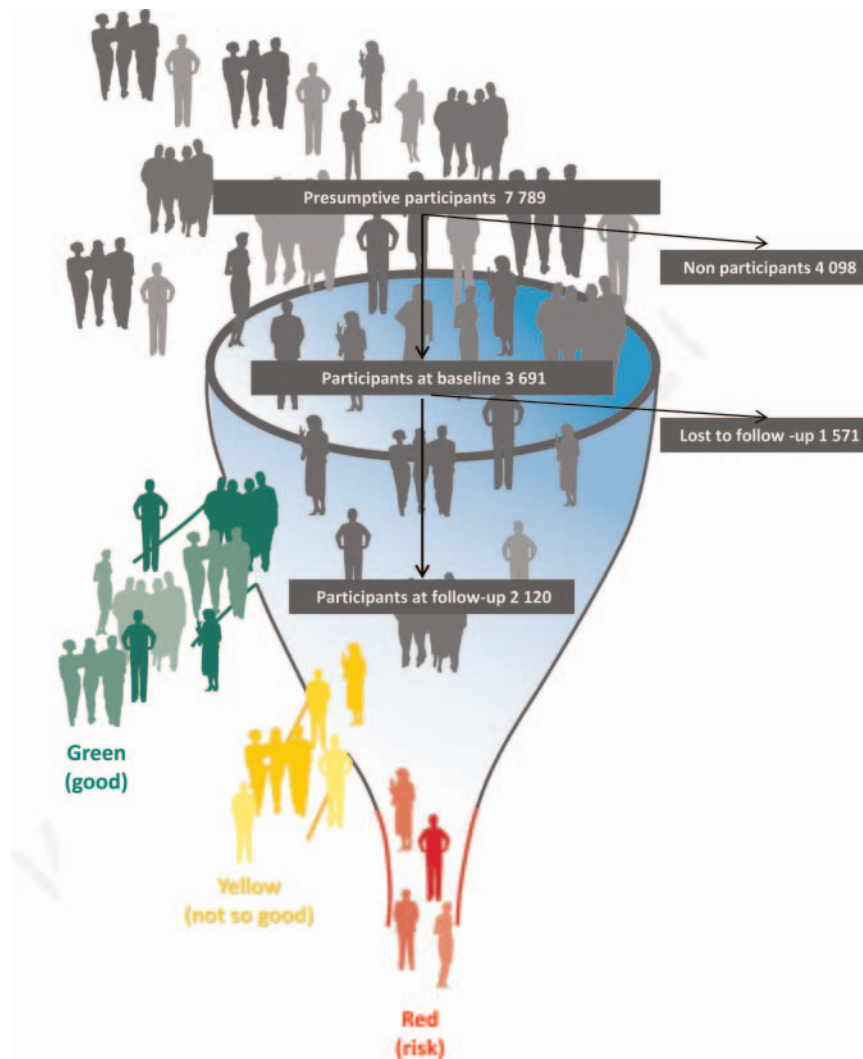 Presumptive participants 7 789
Non participants 4 098
Participants at baseline 3 691
Lost to follow -up 1 571
Participants at follow-up 2 120
Green
(good)
Yellow
(not so good)
Red
(risk)